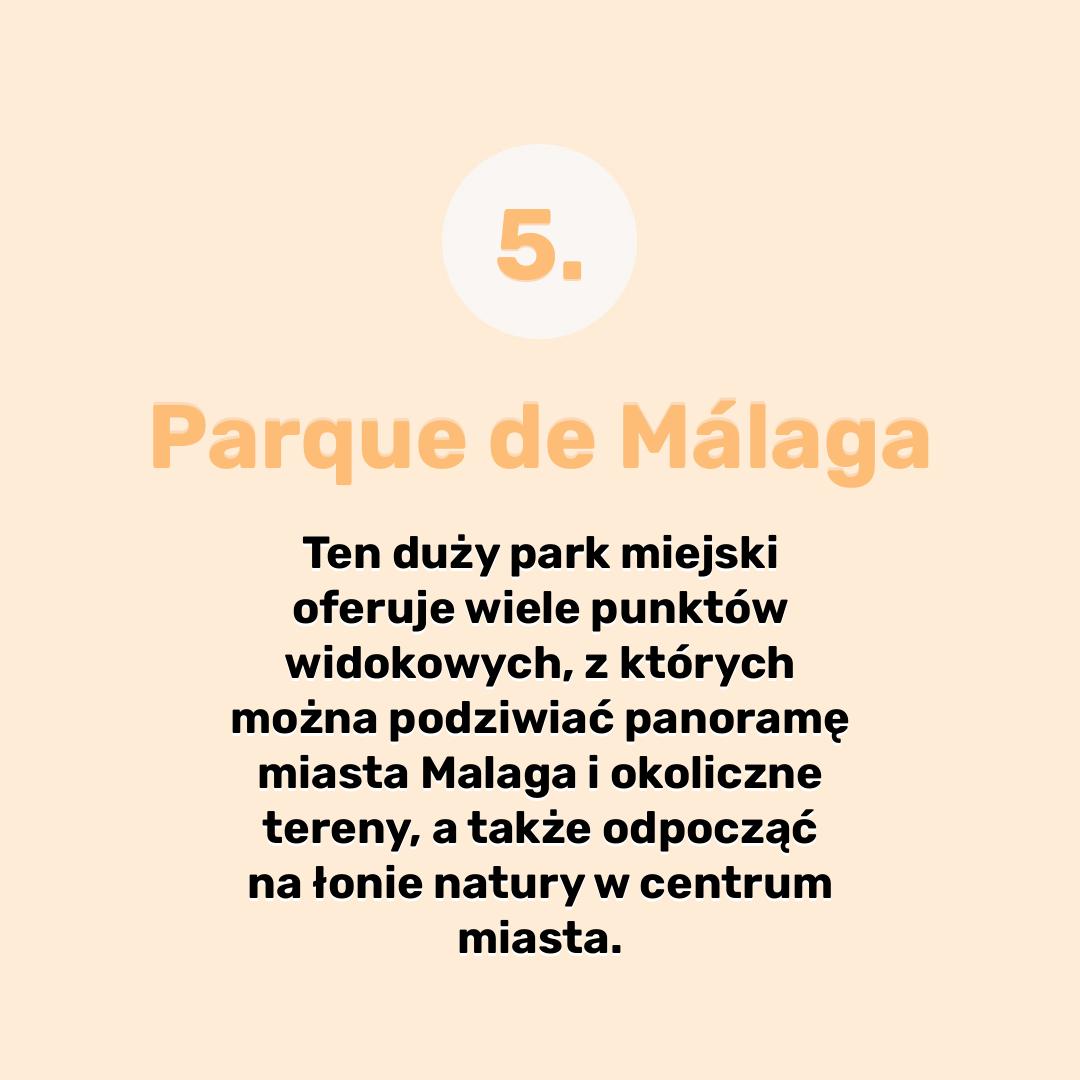 5.
Parque de Málaga
Ten duży park miejski
oferuje wiele punktów
widokowych, z których
można podziwiać panoramę
miasta Malaga i okoliczne
tereny, a także odpocząć
na łonie natury w centrum
miasta.